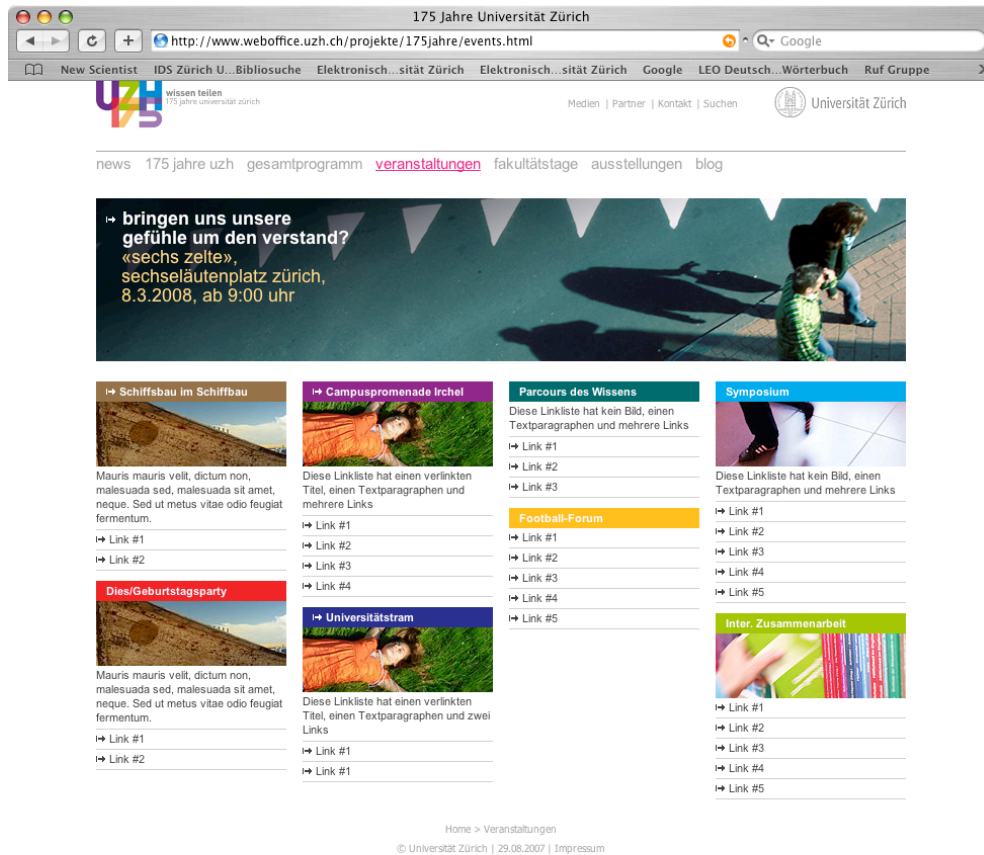 175 Jahre Universität Zürich
http://www.weboffice.uzh.ch/projekte/175jahre/events.html
Google
New Scientist IDS Zürich U...Bibliosuche Elektronisch...sität Zürich Elektronisch...sität Zürich Google LEO Deutsch...Wörterbuch Ruf Gruppe
UZH
175
wissen teilen
175 jahre universität zürich
Medien | Partner | Kontakt | Suchen
Universität Zürich
news 175 jahre uzh gesamtprogramm veranstaltungen fakultätstage ausstellungen blog
bringen uns unsere
gefühle um den verstand?
«sechs zelte»,
sechseläutenplatz zürich,
8.3.2008, ab 9:00 uhr
Schiffsbau im Schiffbau
Mauris mauris velit, dictum non,
malesuada sed, malesuada sit amet,
neque. Sed ut metus vitae odio feugiat
fermentum.
Link #1
Link #2
Dies/Geburtstagsparty
Mauris mauris velit, dictum non,
malesuada sed, malesuada sit amet,
neque. Sed ut metus vitae odio feugiat
fermentum.
Link #1
Link #2
Campuspromenade Irchel
Diese Linkliste hat einen verlinkten
Titel, einen Textparagraphen und
mehrere Links
Link #1
Link #2
Link #3
Link #4
Universitätstram
Diese Linkliste hat einen verlinkten
Titel, einen Textparagraphen und zwei
Links
Link #1
Link #1
Parcours des Wissens
Diese Linkliste hat kein Bild, einen
Textparagraphen und mehrere Links
Link #1
Link #2
Link #3
Football-Forum
Link #1
Link #2
Link #3
Link #4
Link #5
Symposium
Diese Linkliste hat kein Bild, einen
Textparagraphen und mehrere Links
Link #1
Link #2
Link #3
Link #4
Link #5
Inter. Zusammenarbeit
Link #1
Link #2
Link #3
Link #4
Link #5
Home > Veranstaltungen
© Universität Zürich | 29.08.2007 | Impressum